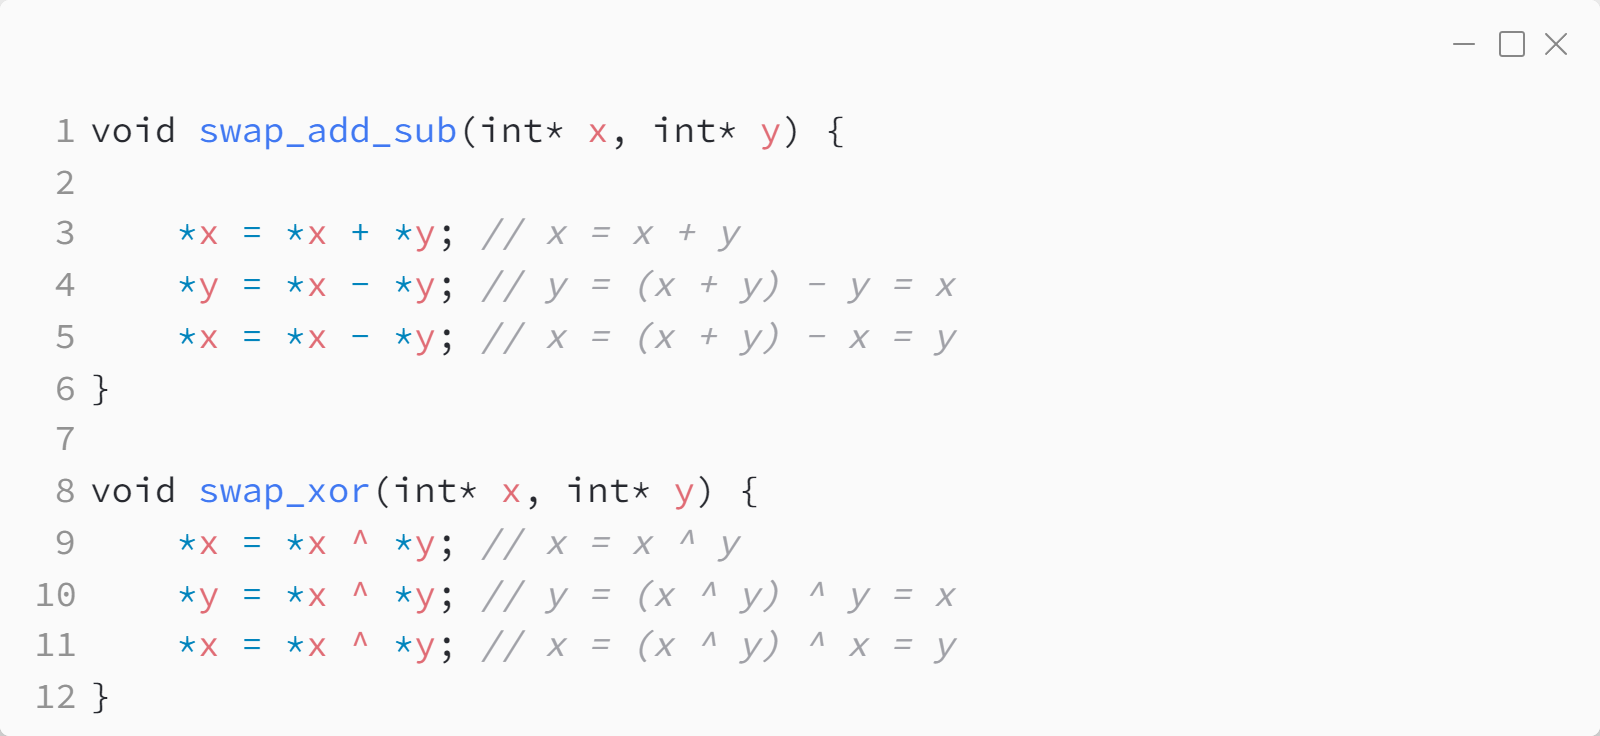 1 void swap_add_sub(int* x, int* y) {
2
3     *x = *x + *y; // x = x + y
4     *y = *x - *y; // y = (x + y) - y = x
5     *x = *x - *y; // x = (x + y) - x = y
6 }
7
8 void swap_xor(int* x, int* y) {
9     *x = *x ^ *y; // x = x ^ y
10     *y = *x ^ *y; // y = (x ^ y) ^ y = x
11     *x = *x ^ *y; // x = (x ^ y) ^ x = y
12 }